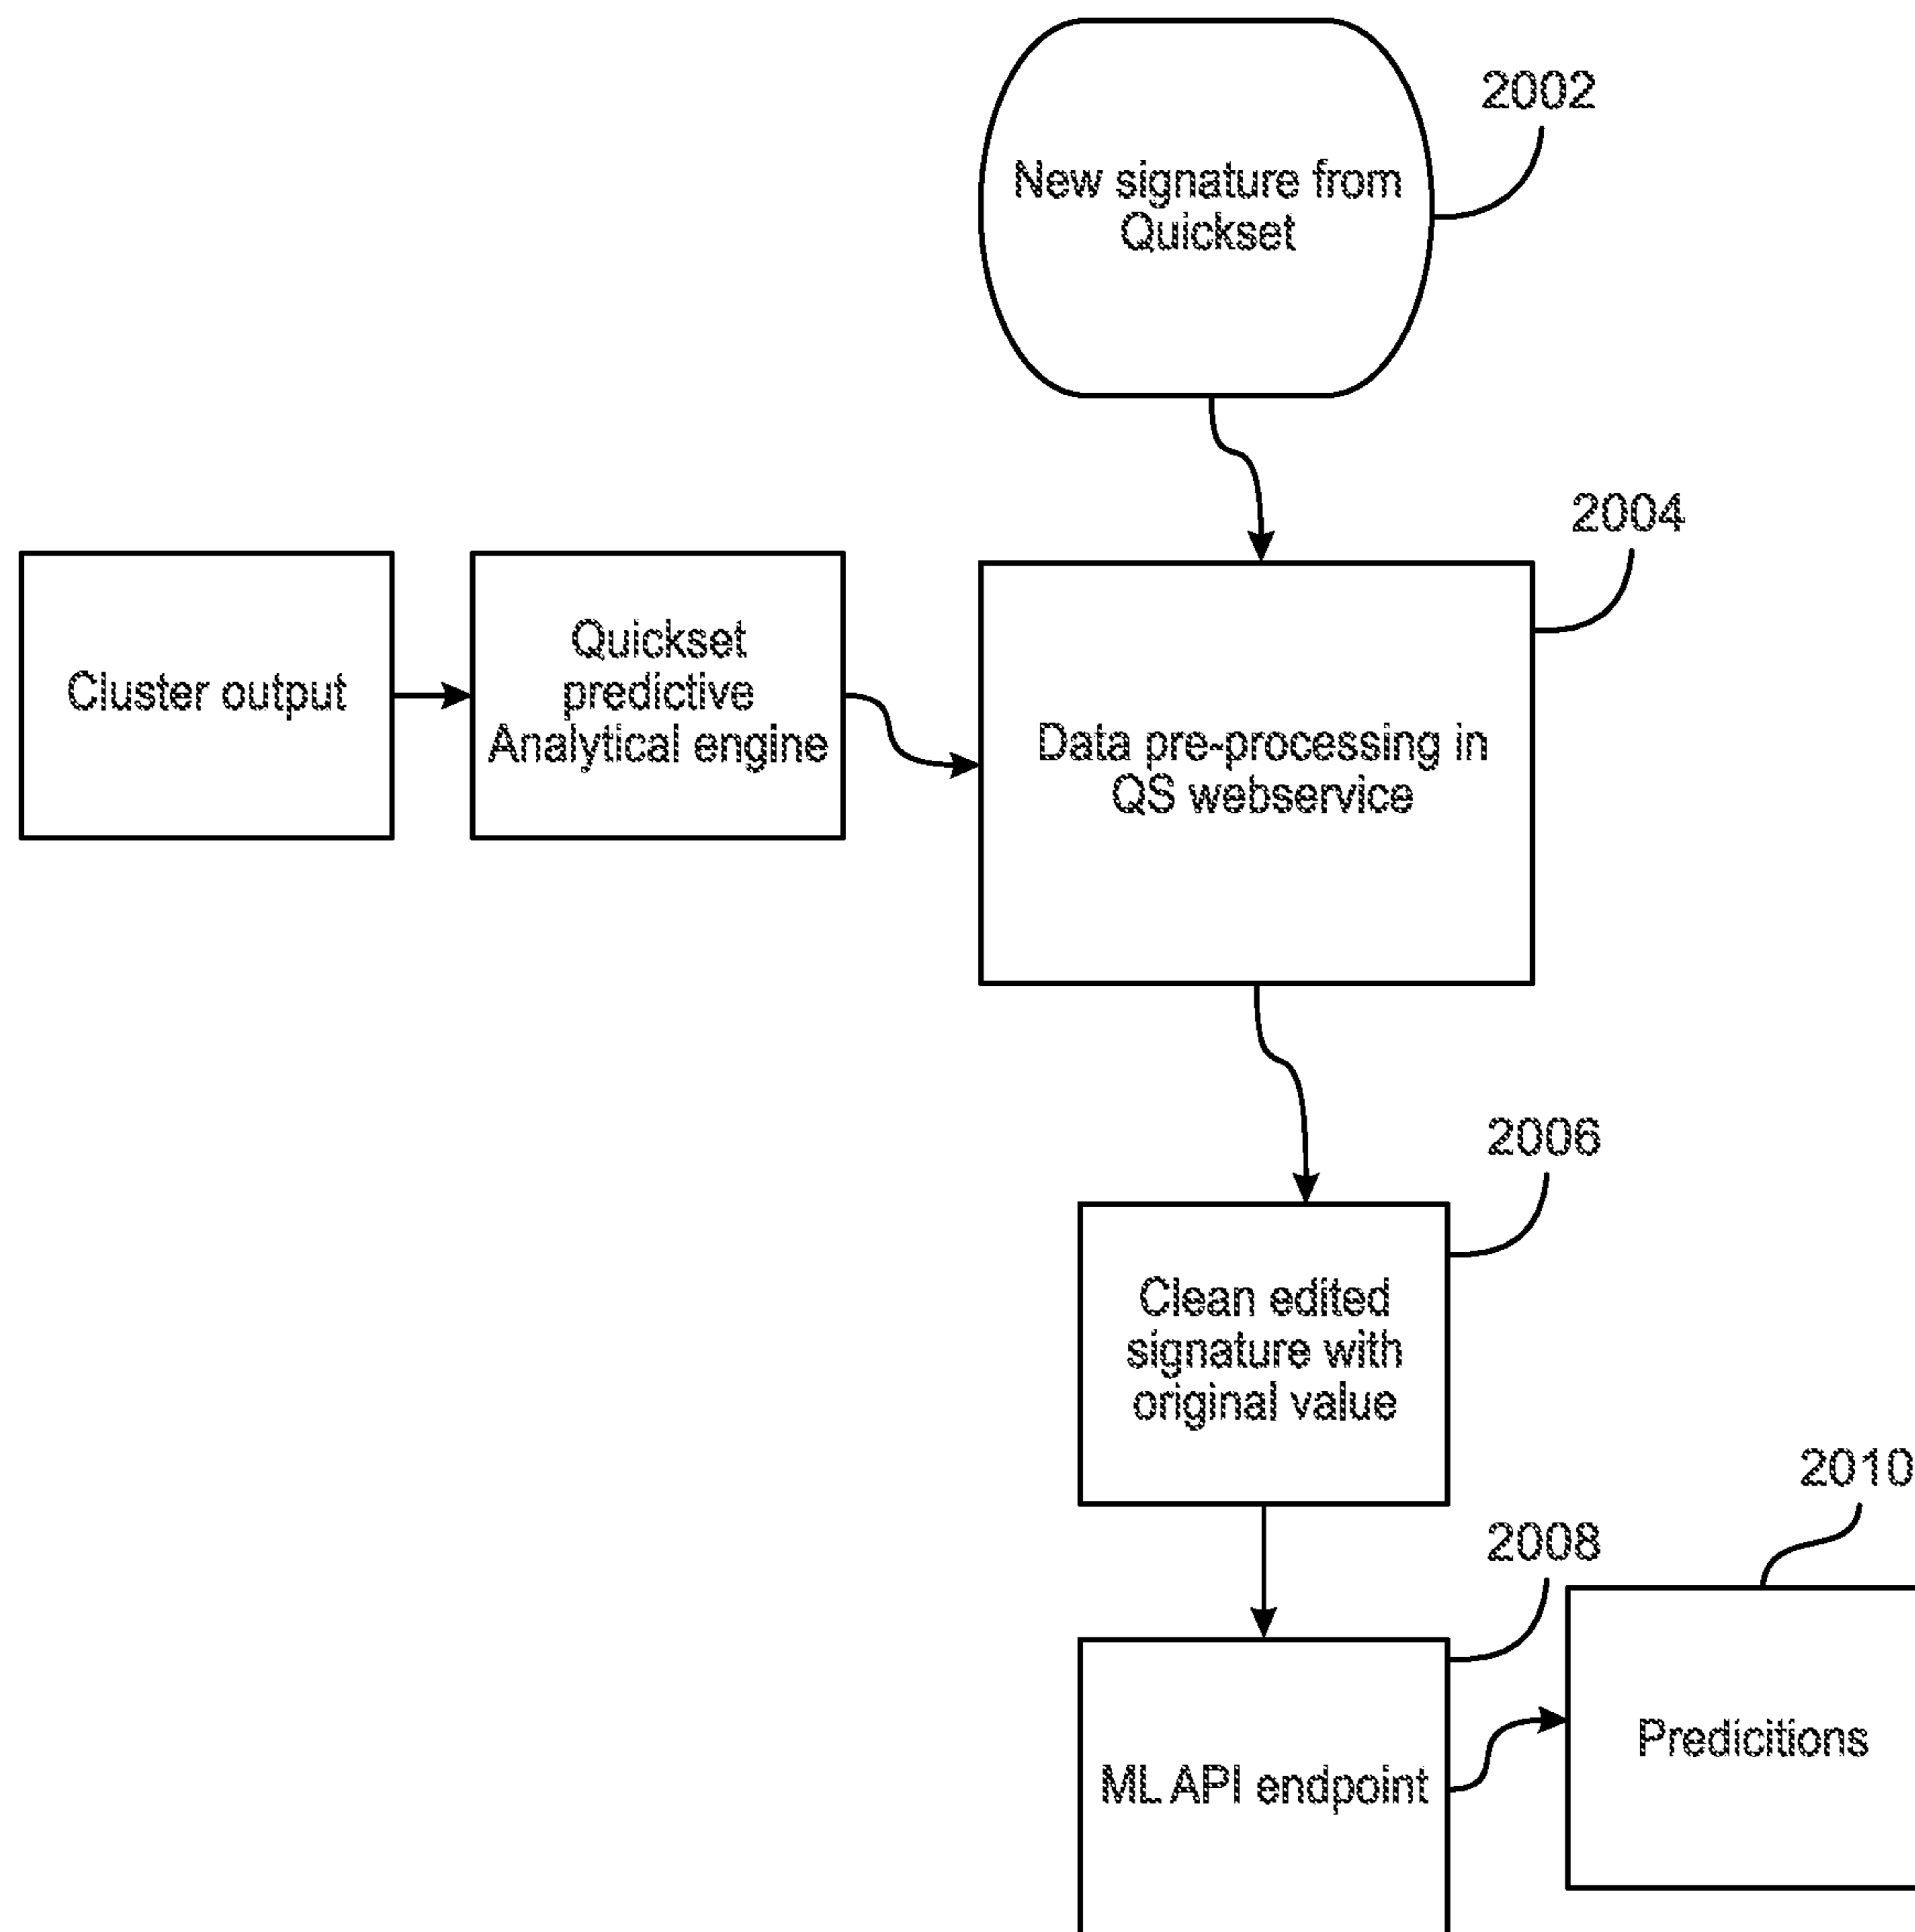 2002
New signature from
Quickset
2004
Cluster output
Quickset
predictive
Analytical engine
Data pre-processing in
QS webservice
2006
Clean edited
signature with
original value
2010
2008
ML API endpoint
Predicitions